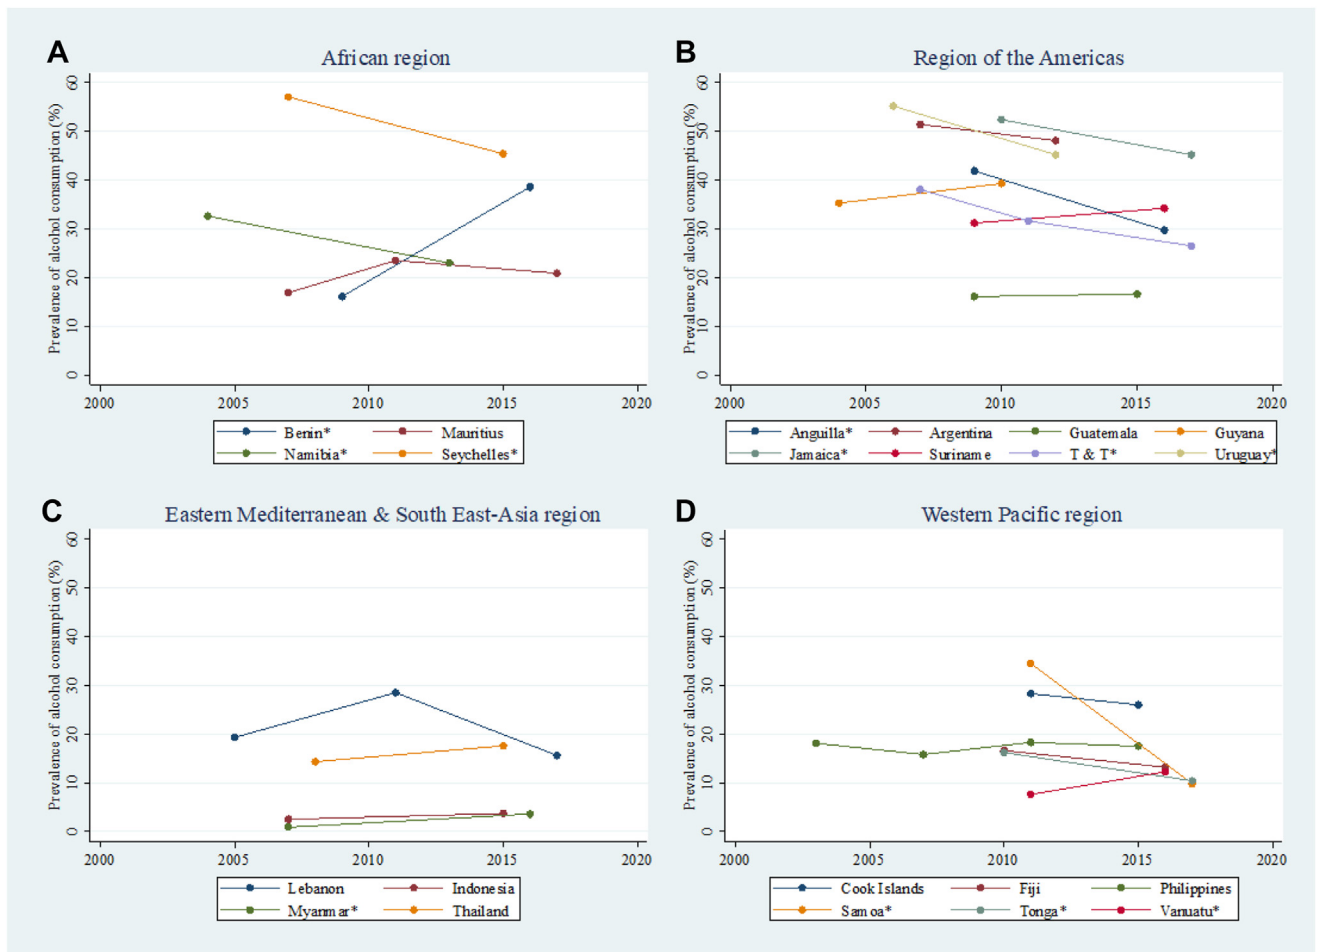 A
African region
Prevalence of alcohol consumption (%)
60
50
40
30
20
10
0
2000 2005 2010 2015 2020
Benin* Mauritius
Namibia* Seychelles*
B
Region of the Americas
Prevalence of alcohol consumption (%)
60
50
40
30
20
10
0
2000 2005 2010 2015 2020
Anguilla* Argentina Guatemala Guyana
Jamaica* Suriname T & T* Uruguay*
C
Eastern Mediterranean & South East-Asia region
Prevalence of alcohol consumption (%)
60
50
40
30
20
10
0
2000 2005 2010 2015 2020
Lebanon Indonesia
Myanmar* Thailand
D
Western Pacific region
Prevalence of alcohol consumption (%)
60
50
40
30
20
10
0
2000 2005 2010 2015 2020
Cook Islands Fiji Philippines
Samoa* Tonga* Vanuatu*